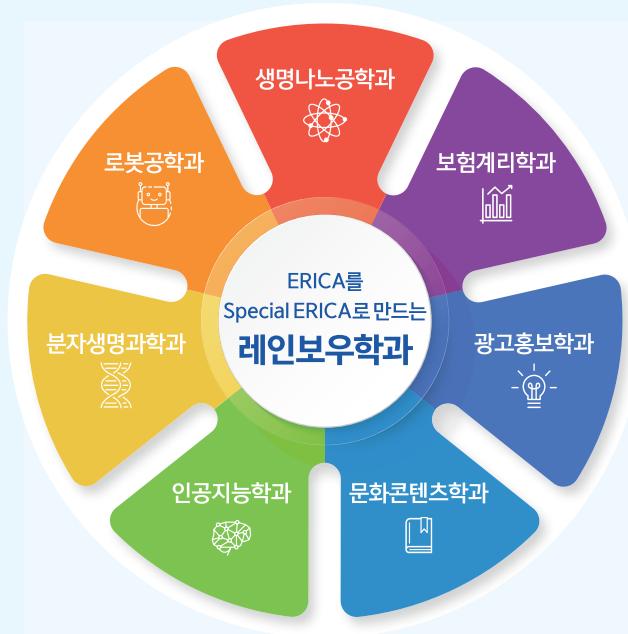 생명나노공학과
로봇공학과
보험계리학과
ERICA를
Special ERICA로 만드는
레인보우학과
분자생명과학과
광고홍보학과
인공지능학과
문화콘텐츠학과